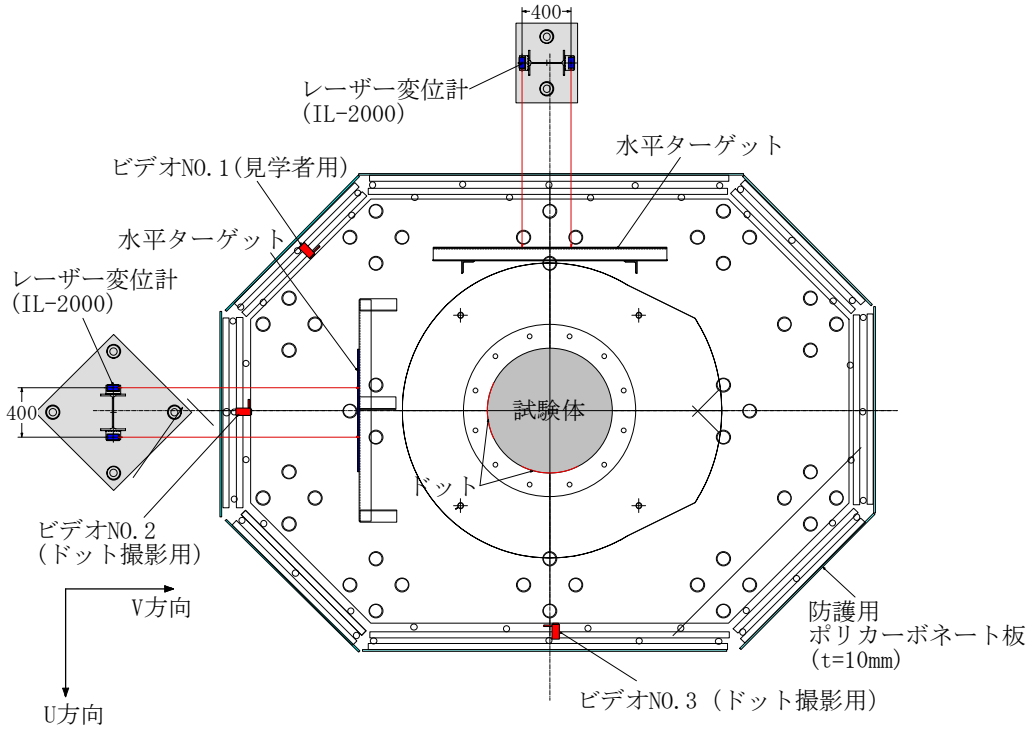 400
レーザー変位計
(IL-2000)
水平ターゲット
ビデオNO.1(見学者用)
水平ターゲット
レーザー変位計
(IL-2000)
400
試験体
ドット
ビデオNO.2
(ドット撮影用)
V方向
U方向
防護用
ポリカーボネート板
(t=10mm)
ビデオNO.3 (ドット撮影用)